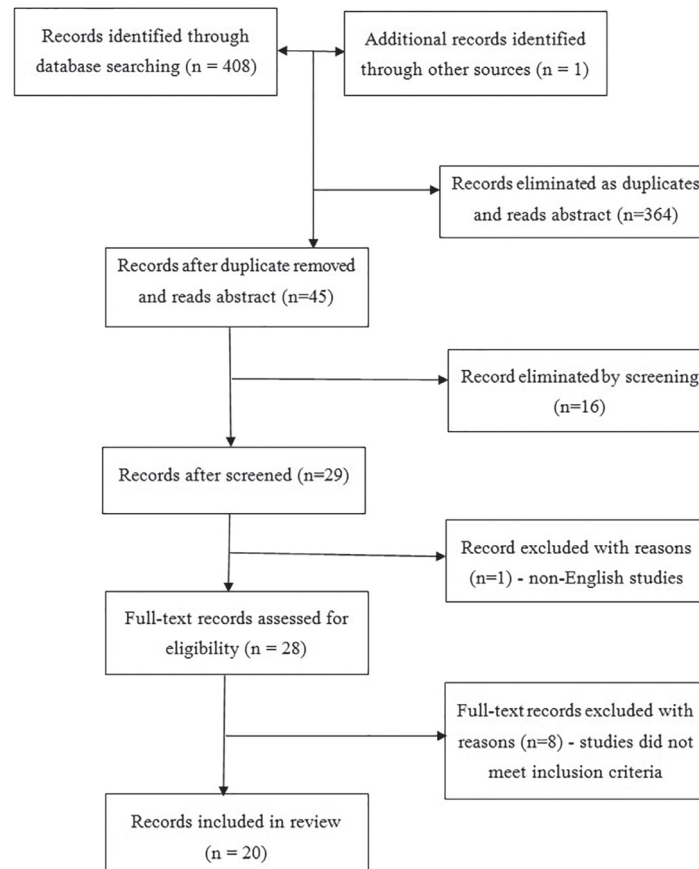 Records identified through
database searching (n = 408)
Additional records identified
through other sources (n = 1)
Records eliminated as duplicates
and reads abstract (n=364)
Records after duplicate removed
and reads abstract (n=45)
Record eliminated by screening
(n=16)
Records after screened (n=29)
Record excluded with reasons
(n=1) - non-English studies
Full-text records assessed for
eligibility (n = 28)
Full-text records excluded with
reasons (n=8) - studies did not
meet inclusion criteria
Records included in review
(n = 20)